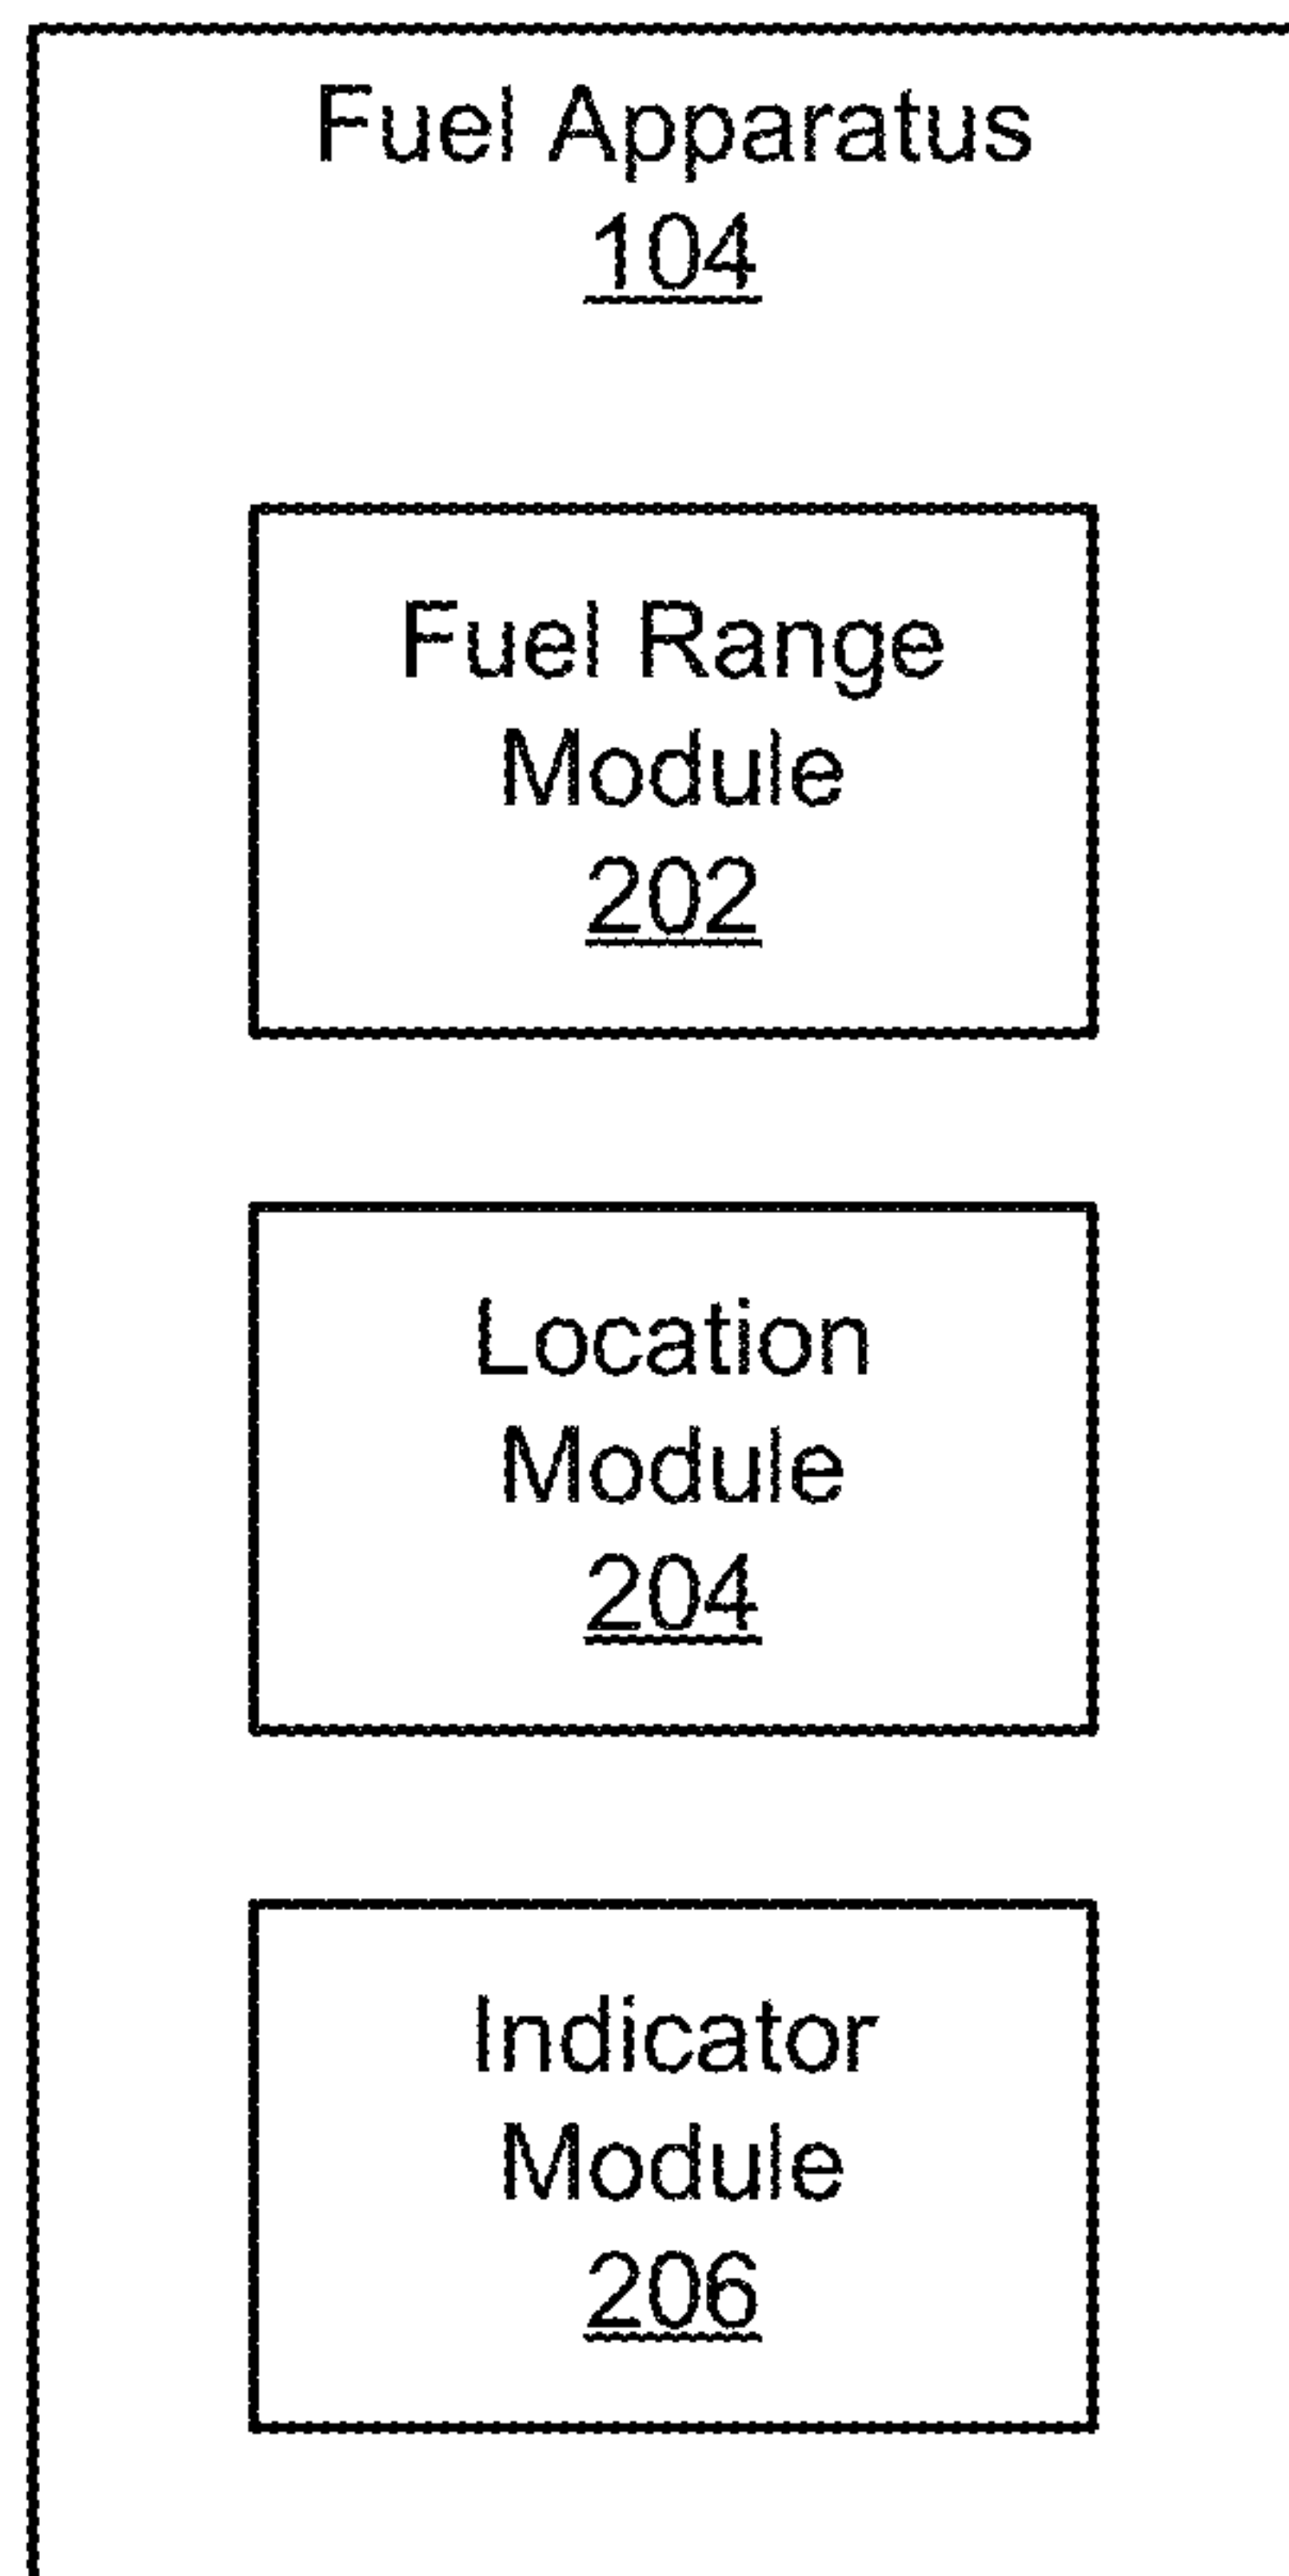 Fuel Apparatus
104
Fuel Range
Module
202
Location
Module
204
Indicator
Module
206